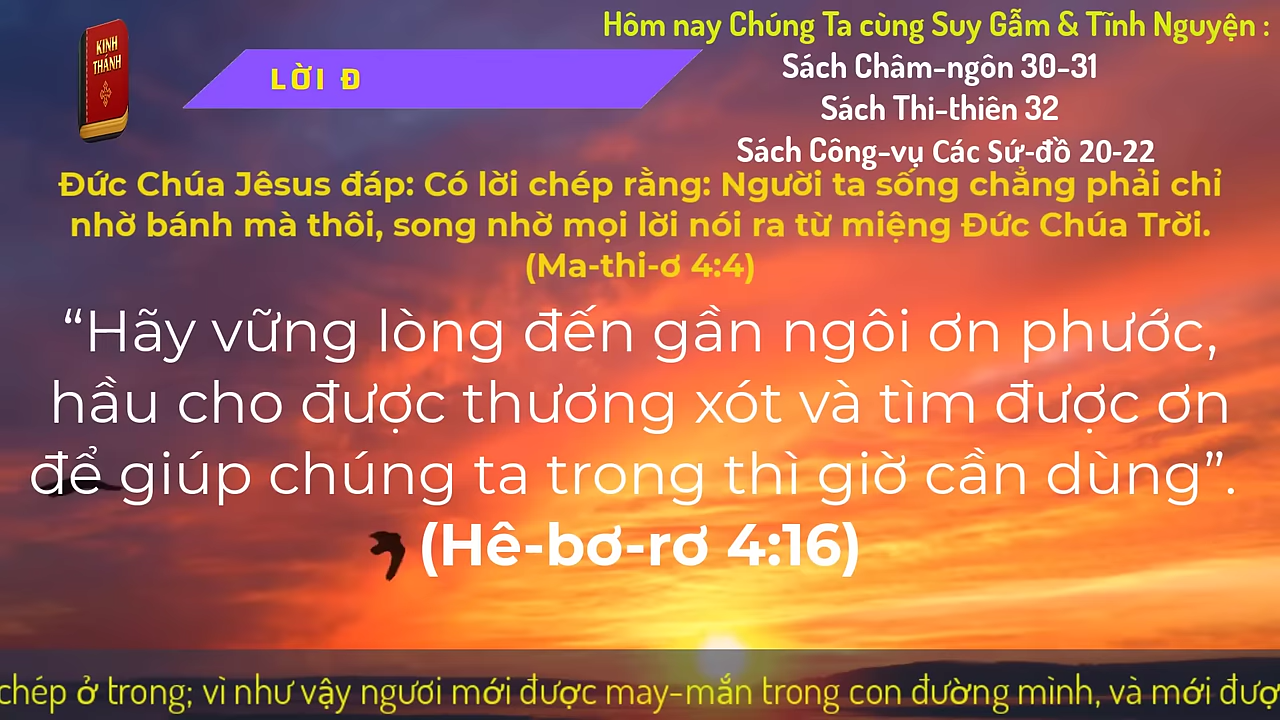 KINH
THÁNH
LỜI Đ
Hôm nay Chúng Ta cùng Suy Gẫm & Tĩnh Nguyện :
Sách Châm-ngôn 30-31
Sách Thi-thiên 32
Sách Công-vụ Các Sứ-đồ 20-22
Đức Chúa Jêsus đáp: Có lời chép rằng: Người ta sống chẳng phải chỉ
nhờ bánh mà thôi, song nhờ mọi lời nói ra từ miệng Đức Chúa Trời.
(Ma-thi-ơ 4:4)
“Hãy vững lòng đến gần ngôi ơn phước,
hầu cho được thương xót và tìm được ơn
để giúp chúng ta trong thì giờ cần dùng”.
(Hê-bơ-rơ 4:16)
chép ở trong; vì như vậy ngươi mới được may-mắn trong con đường mình, và mới đượ